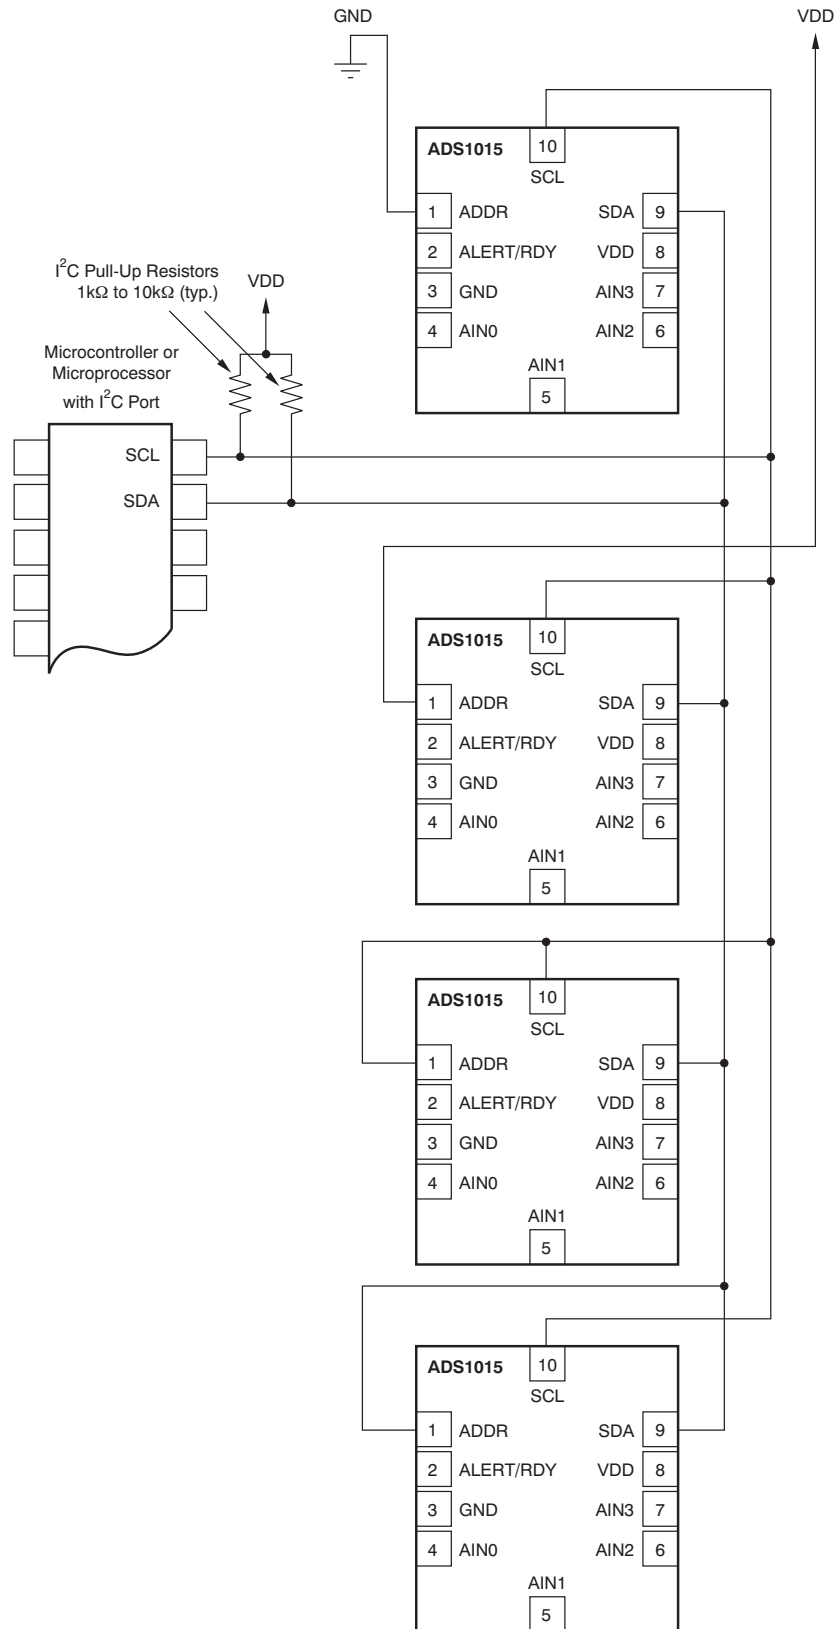 GND
VDD
ADS1015
10
SCL
1 ADDR
SDA 9
2 ALERT/RDY
VDD 8
3 GND
AIN3 7
4 AIN0
AIN2 6
AIN1
5
I²C Pull-Up Resistors
1kΩ to 10kΩ (typ.)
VDD
Microcontroller or
Microprocessor
with I²C Port
SCL
SDA
ADS1015
10
SCL
1 ADDR
SDA 9
2 ALERT/RDY
VDD 8
3 GND
AIN3 7
4 AIN0
AIN2 6
AIN1
5
ADS1015
10
SCL
1 ADDR
SDA 9
2 ALERT/RDY
VDD 8
3 GND
AIN3 7
4 AIN0
AIN2 6
AIN1
5
ADS1015
10
SCL
1 ADDR
SDA 9
2 ALERT/RDY
VDD 8
3 GND
AIN3 7
4 AIN0
AIN2 6
AIN1
5